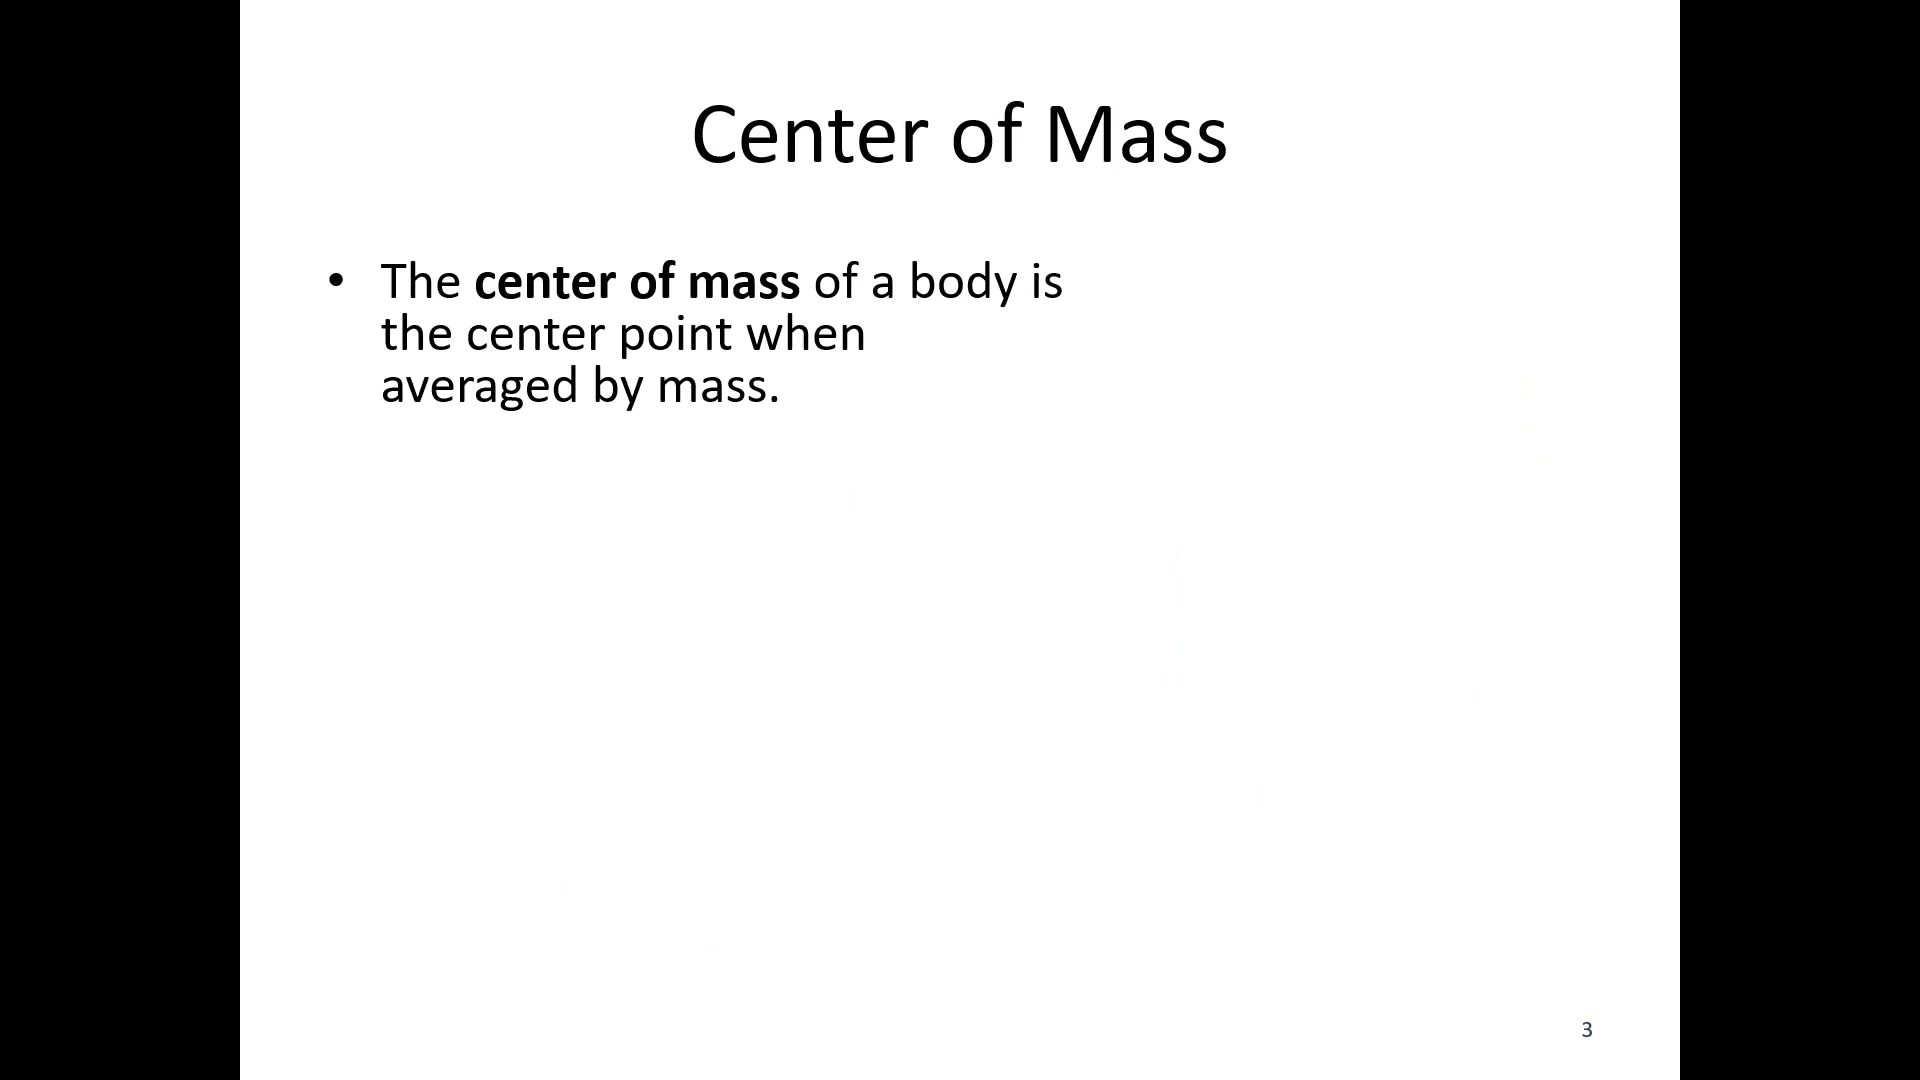 Center of Mass
• The center of mass of a body is
the center point when
averaged by mass.
3